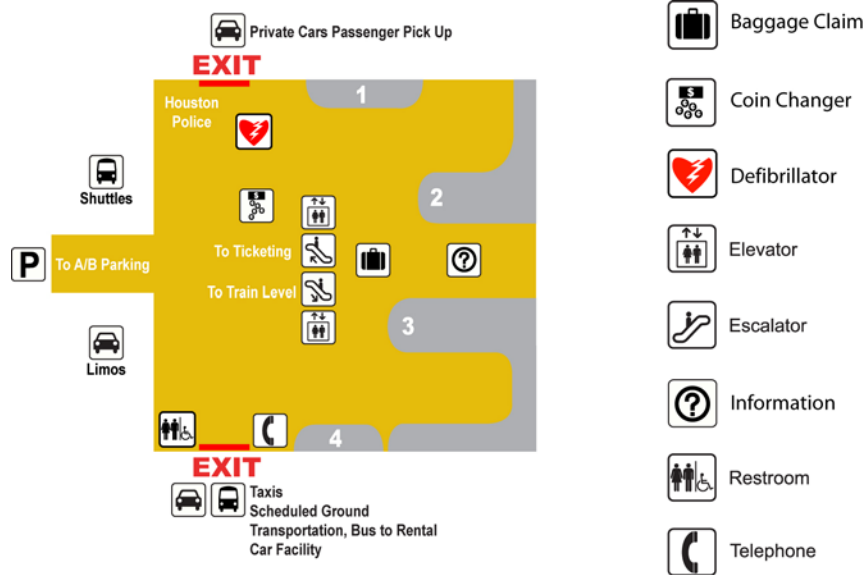 Private Cars Passenger Pick Up
EXIT
Houston
Police
1
2
Shuttles
To Ticketing
P
To A/B Parking
?
To Train Level
3
Limos
4
EXIT
Taxis
Scheduled Ground
Transportation, Bus to Rental
Car Facility
Baggage Claim
$
Coin Changer
Defibrillator
Elevator
Escalator
?
Information
Restroom
Telephone